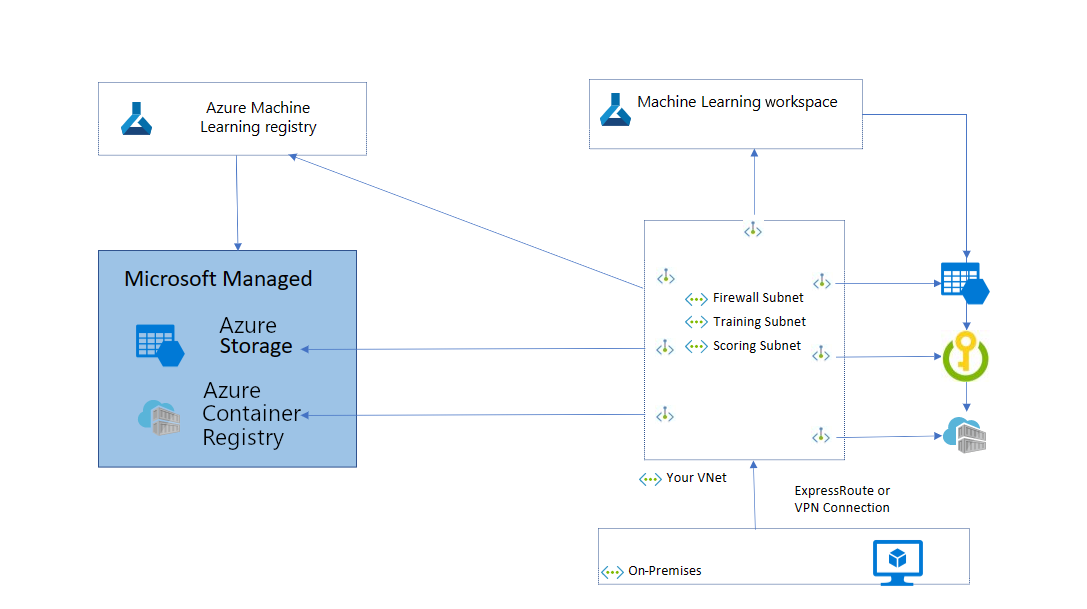 Azure Machine
Learning registry
Machine Learning workspace
Microsoft Managed
Azure
Storage
Azure
Container
Registry
Firewall Subnet
Training Subnet
Scoring Subnet
Your VNet
ExpressRoute or
VPN Connection
On-Premises